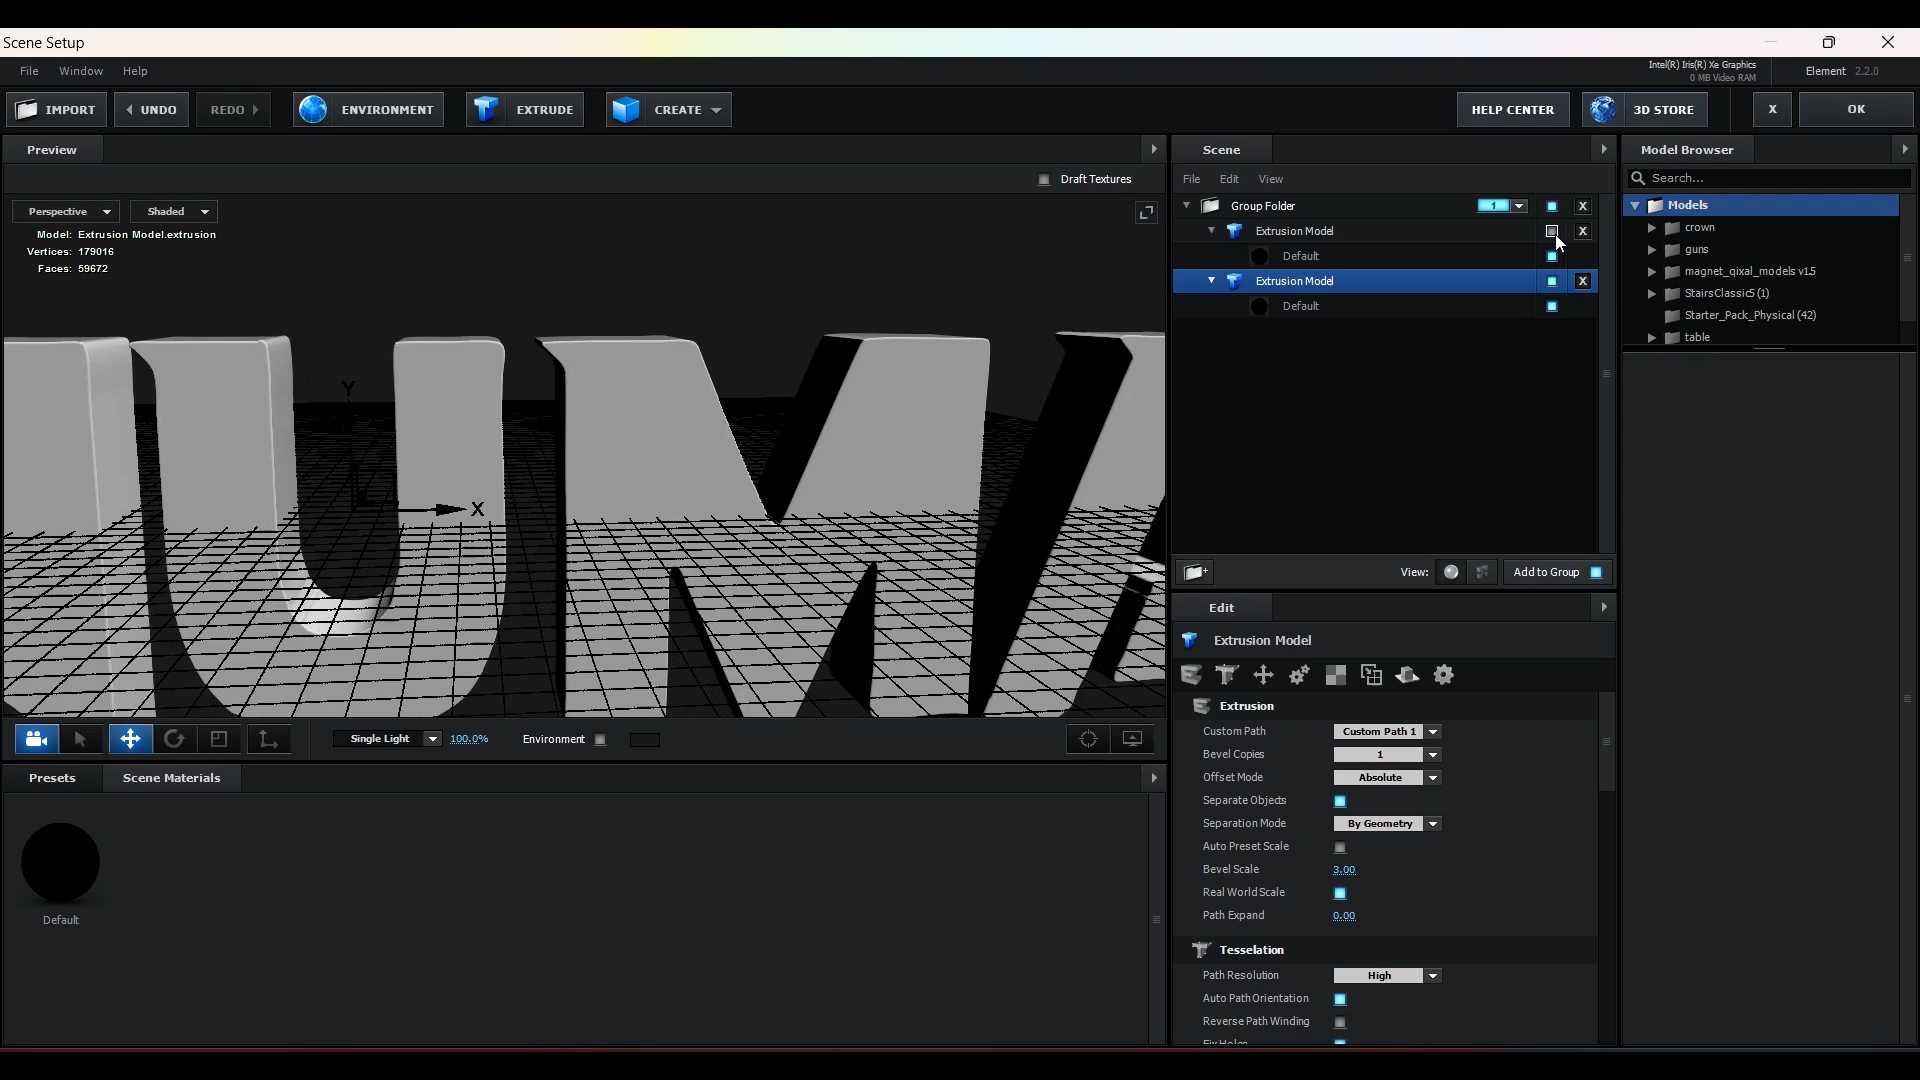 Scene Setup
File Window Help
Intel(R) Iris(R) Xe Graphics
0 MB Video RAM
Element 2.2.0
IMPORT UNDO REDO ENVIRONMENT EXTRUDE CREATE HELP CENTER 3D STORE X OK
Preview
Draft Textures
Perspective Shaded
Model: Extrusion Model.extrusion
Vertices: 179016
Faces: 59672
Y
X
Single Light 100.0% Environment
Presets Scene Materials
Default
Scene
File Edit View
Group Folder 1 X
Extrusion Model X
Default
Extrusion Model X
Default
View: Add to Group
Edit
Extrusion Model
Extrusion
Custom Path Custom Path 1
Bevel Copies 1
Offset Mode Absolute
Separate Objects
Separation Mode By Geometry
Auto Preset Scale
Bevel Scale 3.00
Real World Scale
Path Expand 0.00
Tesselation
Path Resolution High
Auto Path Orientation
Reverse Path Winding
Fix Holes
Model Browser
Search...
Models
crown
guns
magnet_qixal_models v1.5
StairsClassic5 (1)
Starter_Pack_Physical (42)
table